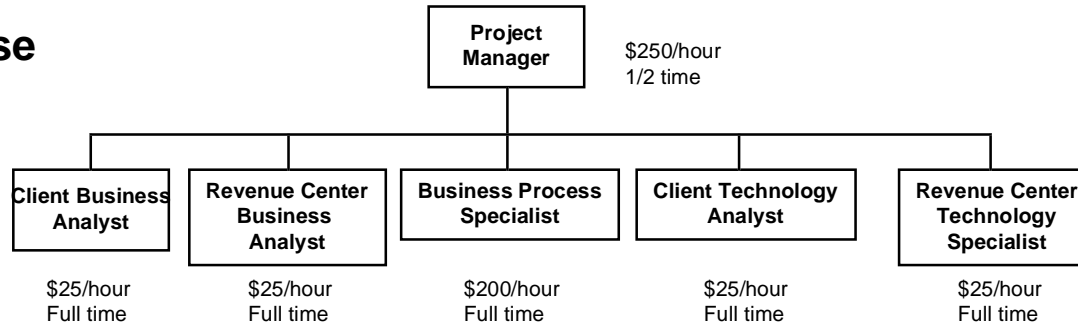 Project
Manager
$250/hour
1/2 time
Client Business
Analyst
Revenue Center
Business
Analyst
Business Process
Specialist
Client Technology
Analyst
Revenue Center
Technology
Specialist
$25/hour
Full time
$25/hour
Full time
$200/hour
Full time
$25/hour
Full time
$25/hour
Full time